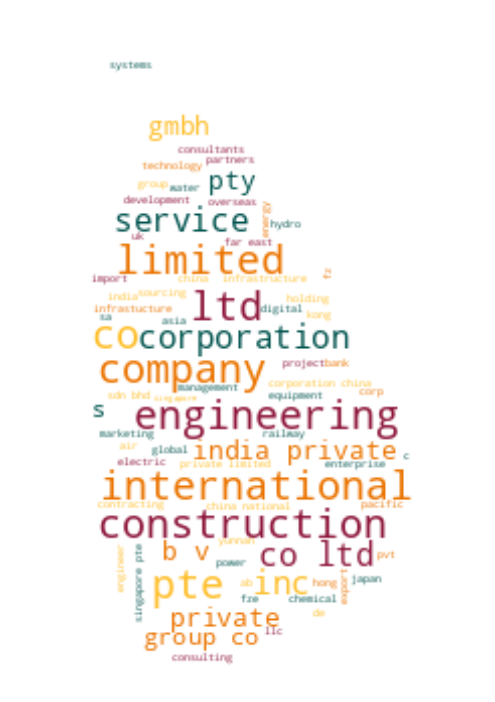 systems
gmbh
consultants
technology partners
group water pty
development overseas
service energy hydro
uk far east
limited
import china infrastructure fz
india sourcing ltd holding
infrastucture digital
sa asia kong
co corporation
company project bank
management corporation china
sdn bhd singapore equipment corp
s engineering
marketing railway
air global india private c
electric private limited enterprise
international
contracting china national pacific
construction
yunnan
b v co ltd pvt
engineer singapore pte power
pte ab inc hong export japan
fze chemical
private de
group co llc
consulting